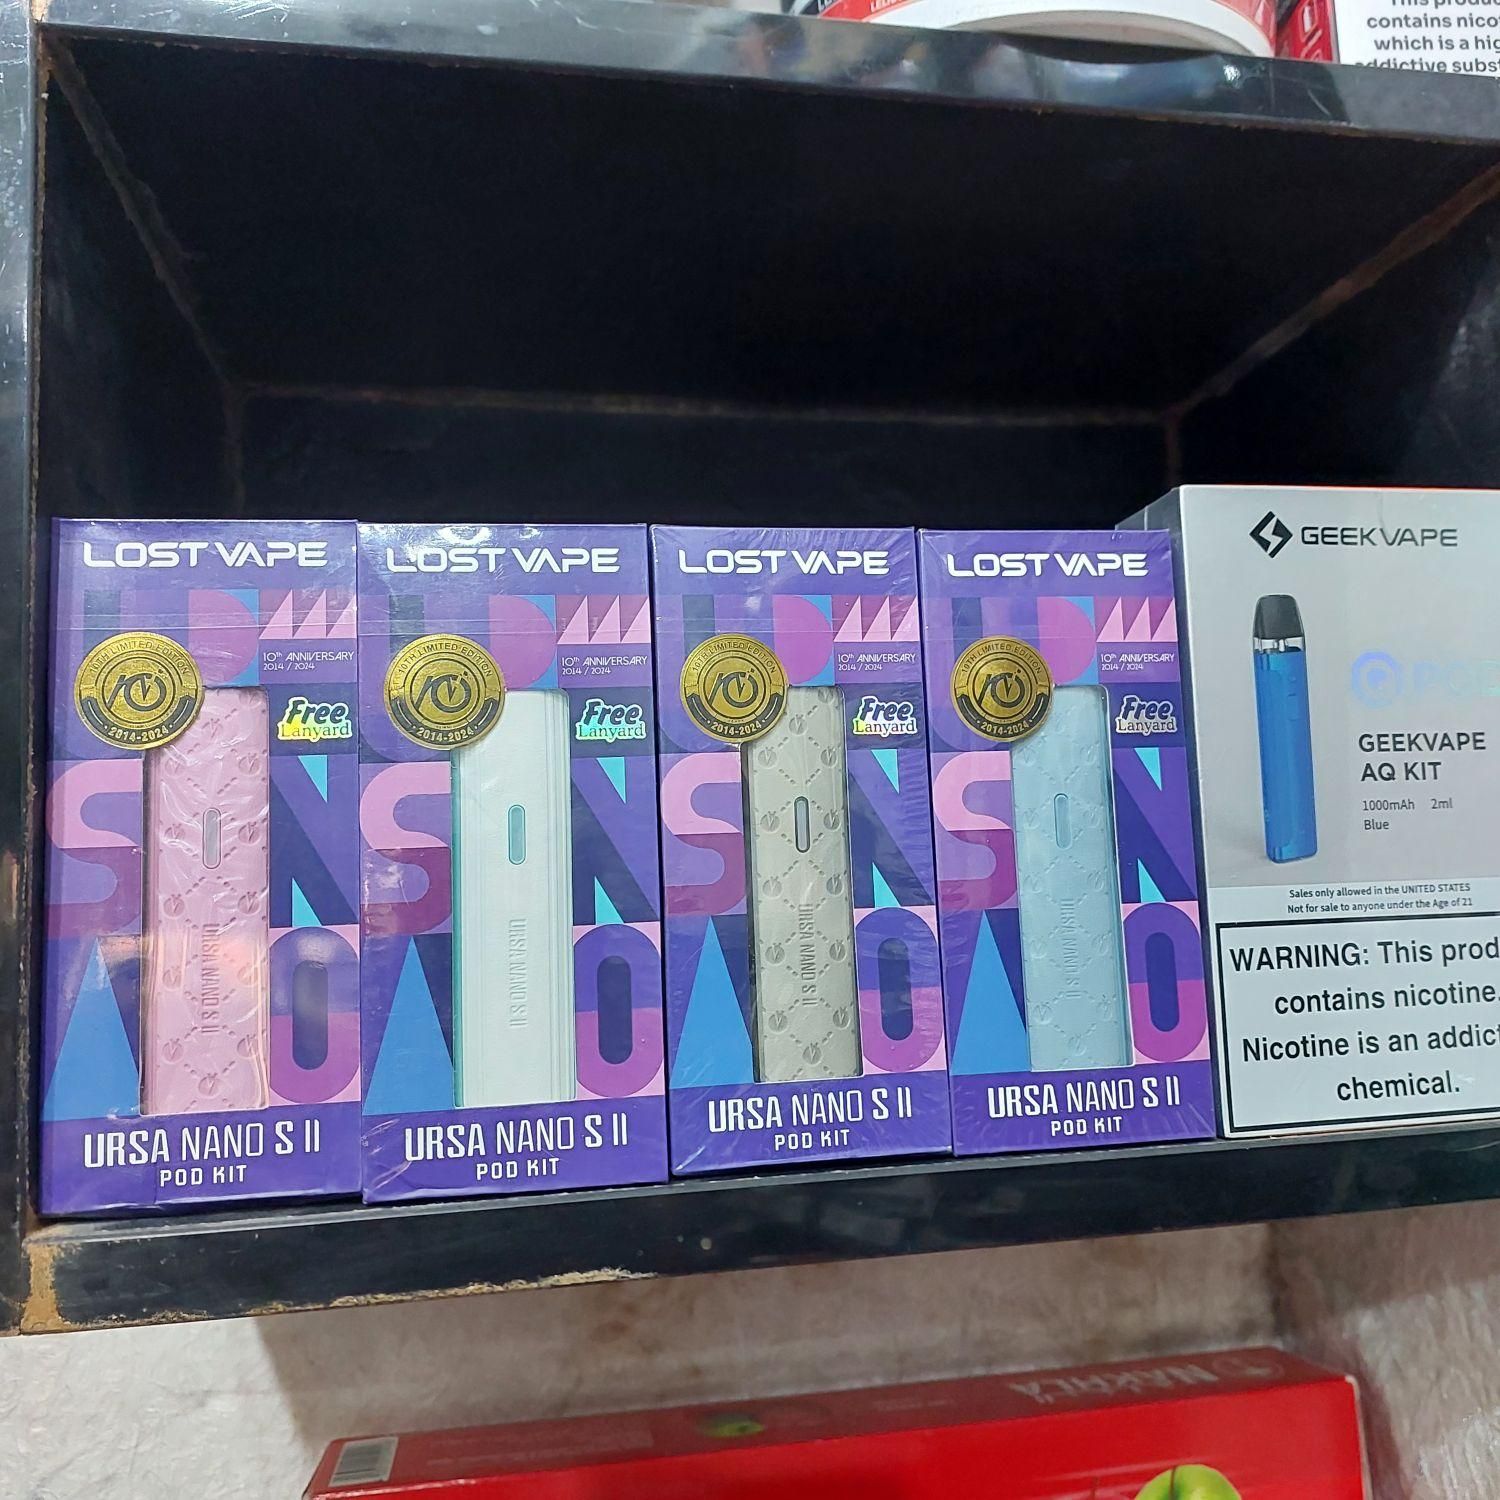 This produ
contains nico
which is a hig
addictive subst
LOST VAPE
10TH LIMITED EDITION
2014-2024
10th ANNIVERSARY
2014 / 2024
Free
Lanyard
URSA NANO S II
URSA NANO S II
POD KIT
LOST VAPE
10TH LIMITED EDITION
2014-2024
10th ANNIVERSARY
2014 / 2024
Free
Lanyard
URSA NANO S II
URSA NANO S II
POD KIT
LOST VAPE
10TH LIMITED EDITION
2014-2024
10th ANNIVERSARY
2014 / 2024
Free
Lanyard
URSA NANO S II
URSA NANO S II
POD KIT
LOST VAPE
10TH LIMITED EDITION
2014-2024
10th ANNIVERSARY
2014 / 2024
Free
Lanyard
URSA NANO S II
URSA NANO S II
POD KIT
GEEKVAPE
GEEKVAPE
AQ KIT
1000mAh 2ml
Blue
Sales only allowed in the UNITED STATES
Not for sale to anyone under the Age of 21
WARNING: This prod
contains nicotine.
Nicotine is an addict
chemical.
NAKHLA